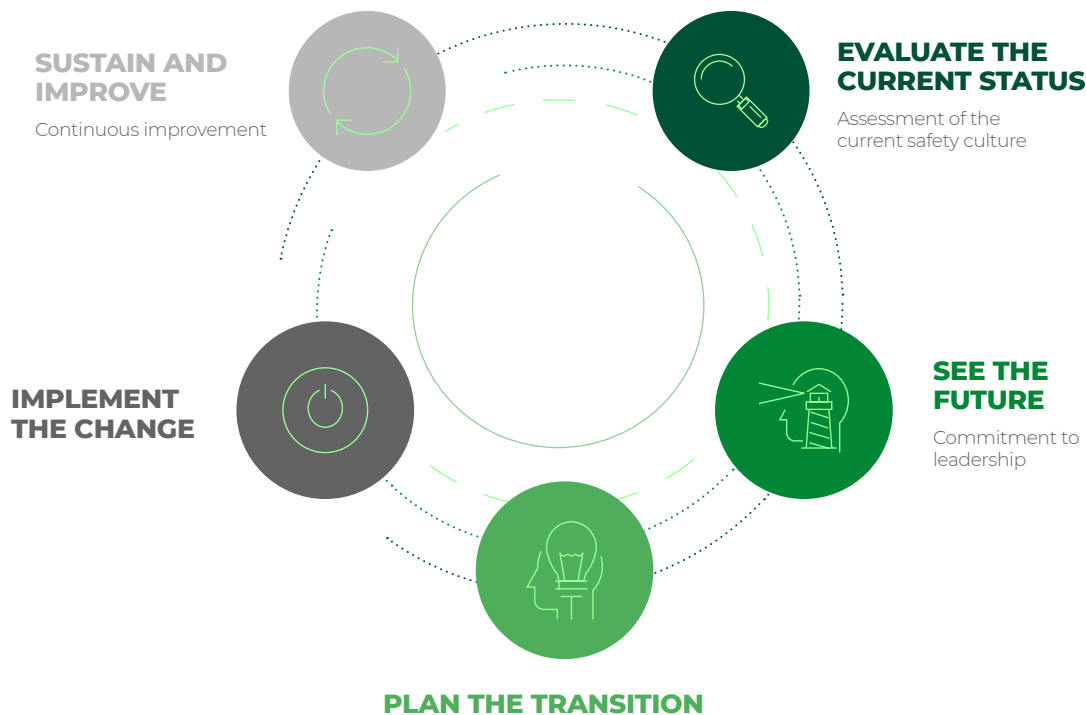 SUSTAIN AND
IMPROVE
Continuous improvement
EVALUATE THE
CURRENT STATUS
Assessment of the
current safety culture
SEE THE
FUTURE
Commitment to
leadership
IMPLEMENT
THE CHANGE
PLAN THE TRANSITION